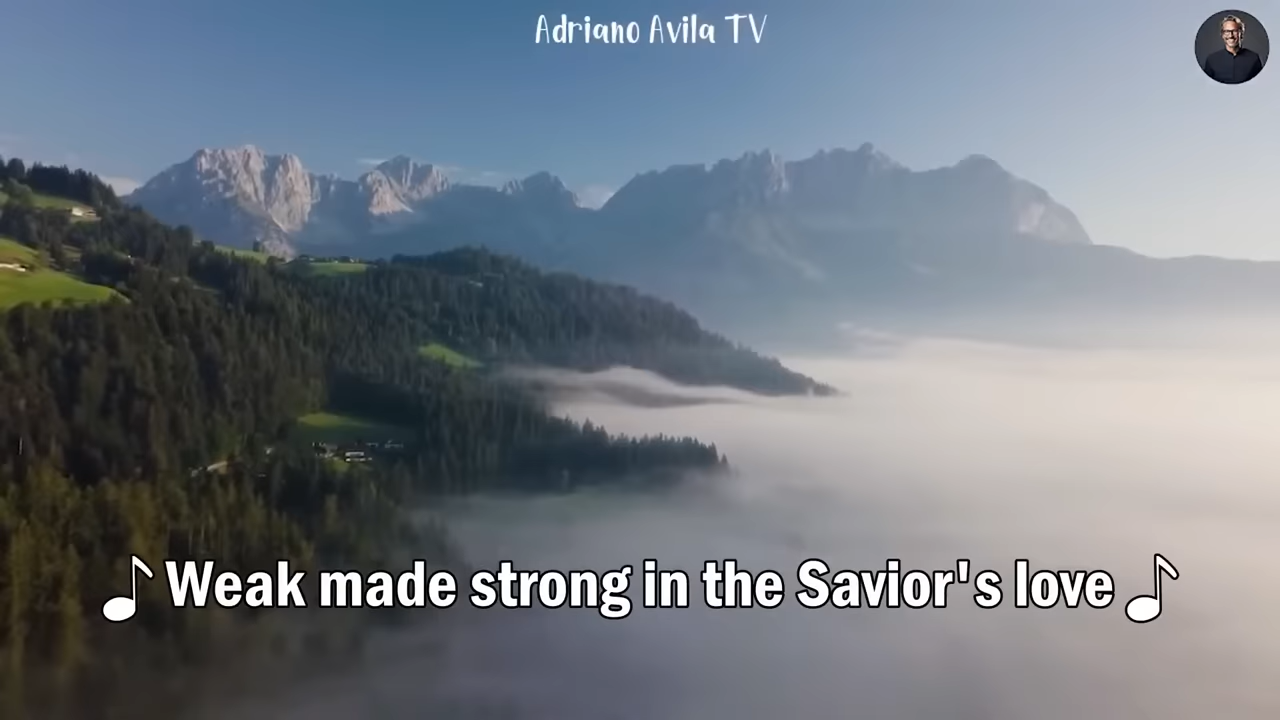 Adriano Avila TV
♪ Weak made strong in the Savior's love ♪